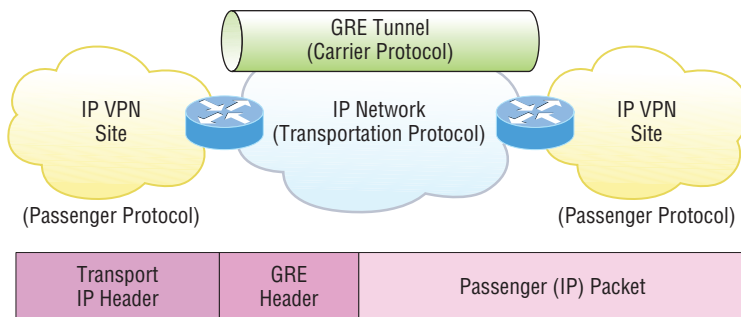 GRE Tunnel
(Carrier Protocol)
IP VPN
Site
IP Network
(Transportation Protocol)
IP VPN
Site
(Passenger Protocol)
(Passenger Protocol)
Transport
IP Header
GRE
Header
Passenger (IP) Packet